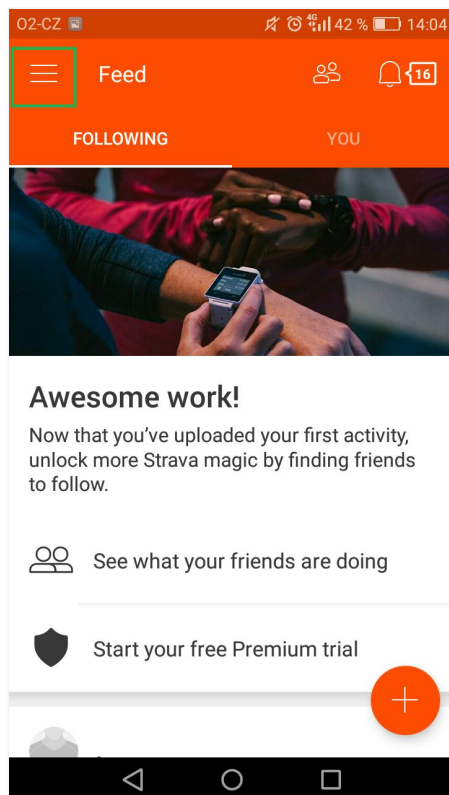 O2-CZ 4G 42 % 14:04
Feed 16
FOLLOWING YOU
Awesome work!
Now that you've uploaded your first activity,
unlock more Strava magic by finding friends
to follow.
See what your friends are doing
Start your free Premium trial